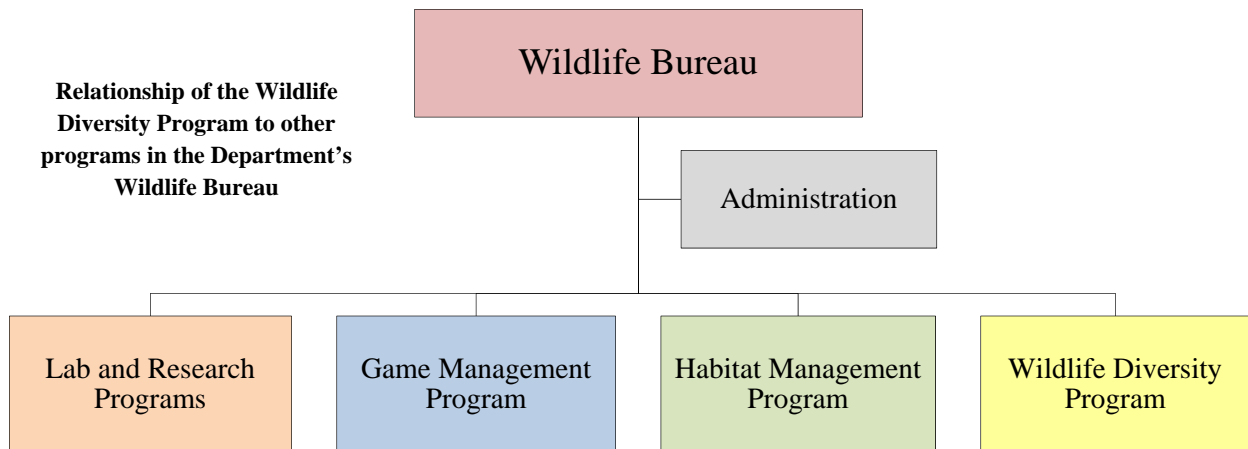 Wildlife Bureau
Relationship of the Wildlife
Diversity Program to other
programs in the Department's
Wildlife Bureau
Administration
Lab and Research
Programs
Game Management
Program
Habitat Management
Program
Wildlife Diversity
Program